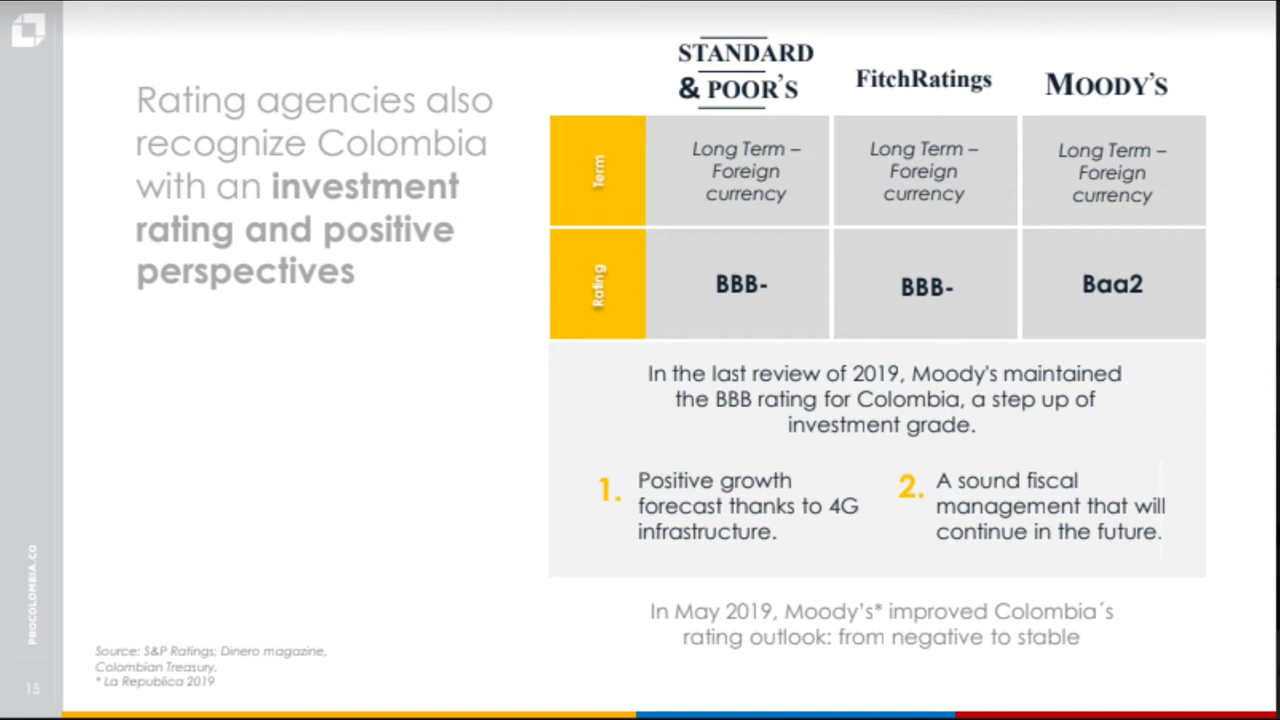 Rating agencies also
recognize Colombia
with an investment
rating and positive
perspectives
STANDARD
& POOR'S
FitchRatings
MOODY'S
Term
Long Term –
Foreign
currency
Long Term –
Foreign
currency
Long Term –
Foreign
currency
Rating
BBB-
BBB-
Baa2
In the last review of 2019, Moody's maintained
the BBB rating for Colombia, a step up of
investment grade.
1.
Positive growth
forecast thanks to 4G
infrastructure.
2.
A sound fiscal
management that will
continue in the future.
In May 2019, Moody's* improved Colombia´s
rating outlook: from negative to stable
Source: S&P Ratings; Dinero magazine,
Colombian Treasury.
* La Republica 2019
PROCOLOMBIA.CO
15